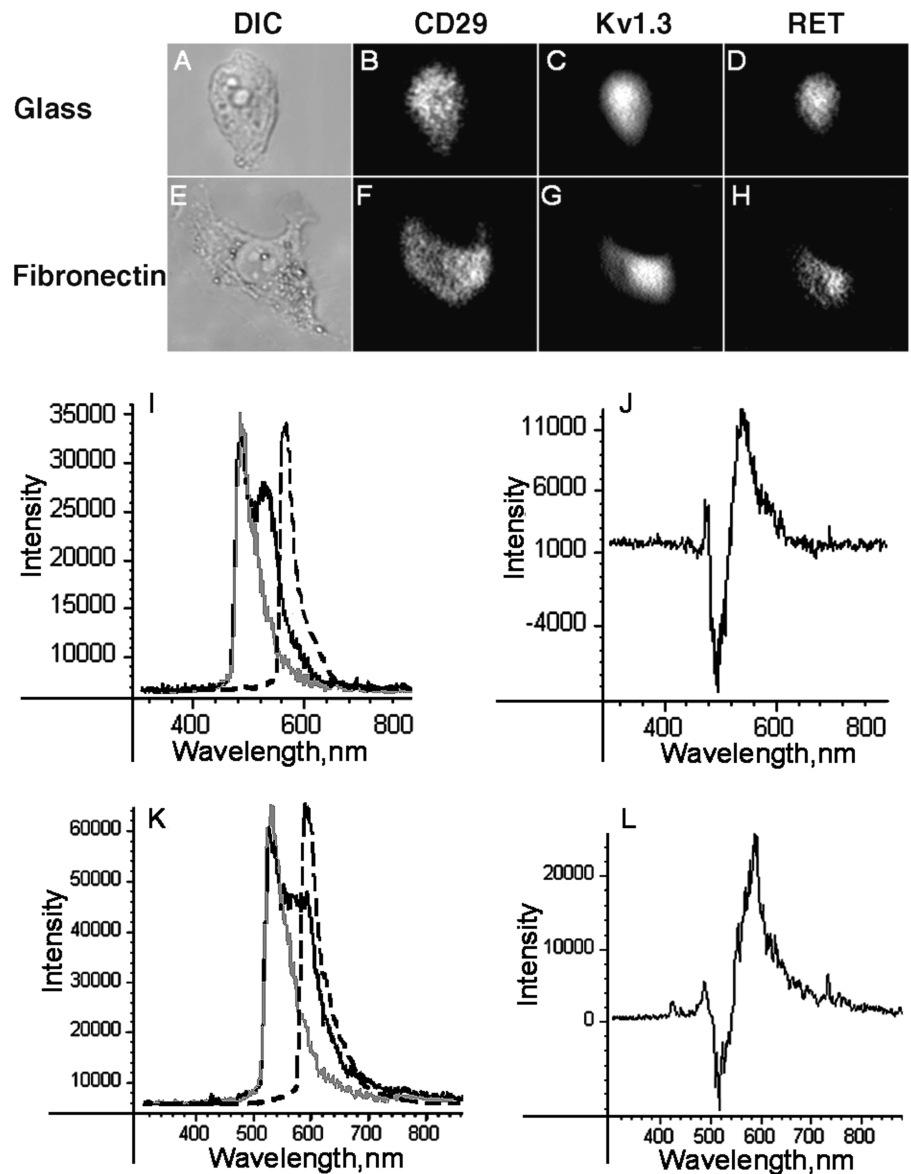 DIC CD29 Kv1.3 RET
Glass
A B C D
Fibronectin
E F G H
I
35000
30000
25000
20000
15000
10000
Intensity
400 600 800
Wavelength,nm
J
11000
6000
1000
-4000
Intensity
400 600 800
Wavelength,nm
K
60000
50000
40000
30000
20000
10000
Intensity
400 500 600 700 800
Wavelength,nm
L
20000
10000
0
Intensity
400 500 600 700 800
Wavelength,nm